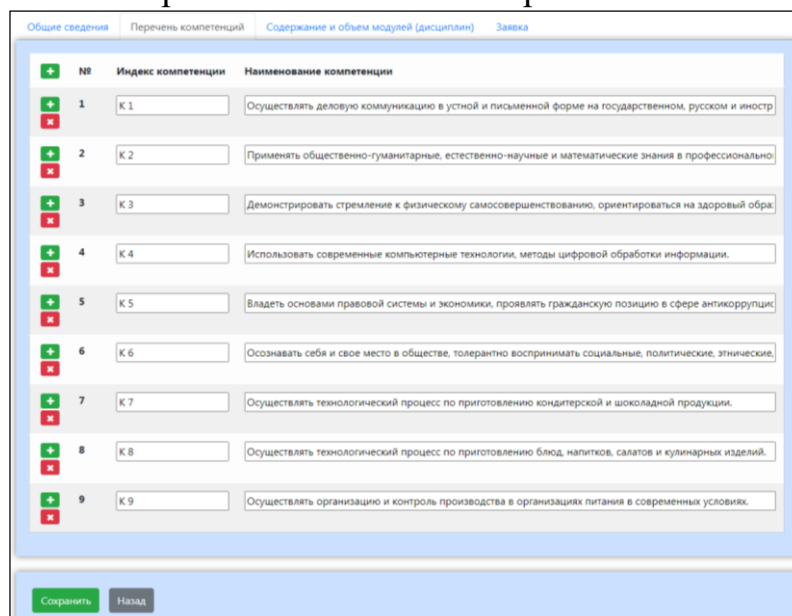 Общие сведения Перечень компетенций Содержание и объем модулей (дисциплин) Заявка
№ Индекс компетенции Наименование компетенции
1 К 1 Осуществлять деловую коммуникацию в устной и письменной форме на государственном, русском и иностр
2 К 2 Применять общественно-гуманитарные, естественно-научные и математические знания в профессионально
3 К 3 Демонстрировать стремление к физическому самосовершенствованию, ориентироваться на здоровый обра
4 К 4 Использовать современные компьютерные технологии, методы цифровой обработки информации.
5 К 5 Владеть основами правовой системы и экономики, проявлять гражданскую позицию в сфере антикоррупцис
6 К 6 Осознавать себя и свое место в обществе, толерантно воспринимать социальные, политические, этнические,
7 К 7 Осуществлять технологический процесс по приготовлению кондитерской и шоколадной продукции.
8 К 8 Осуществлять технологический процесс по приготовлению блюд, напитков, салатов и кулинарных изделий.
9 К 9 Осуществлять организацию и контроль производства в организациях питания в современных условиях.
Сохранить Назад